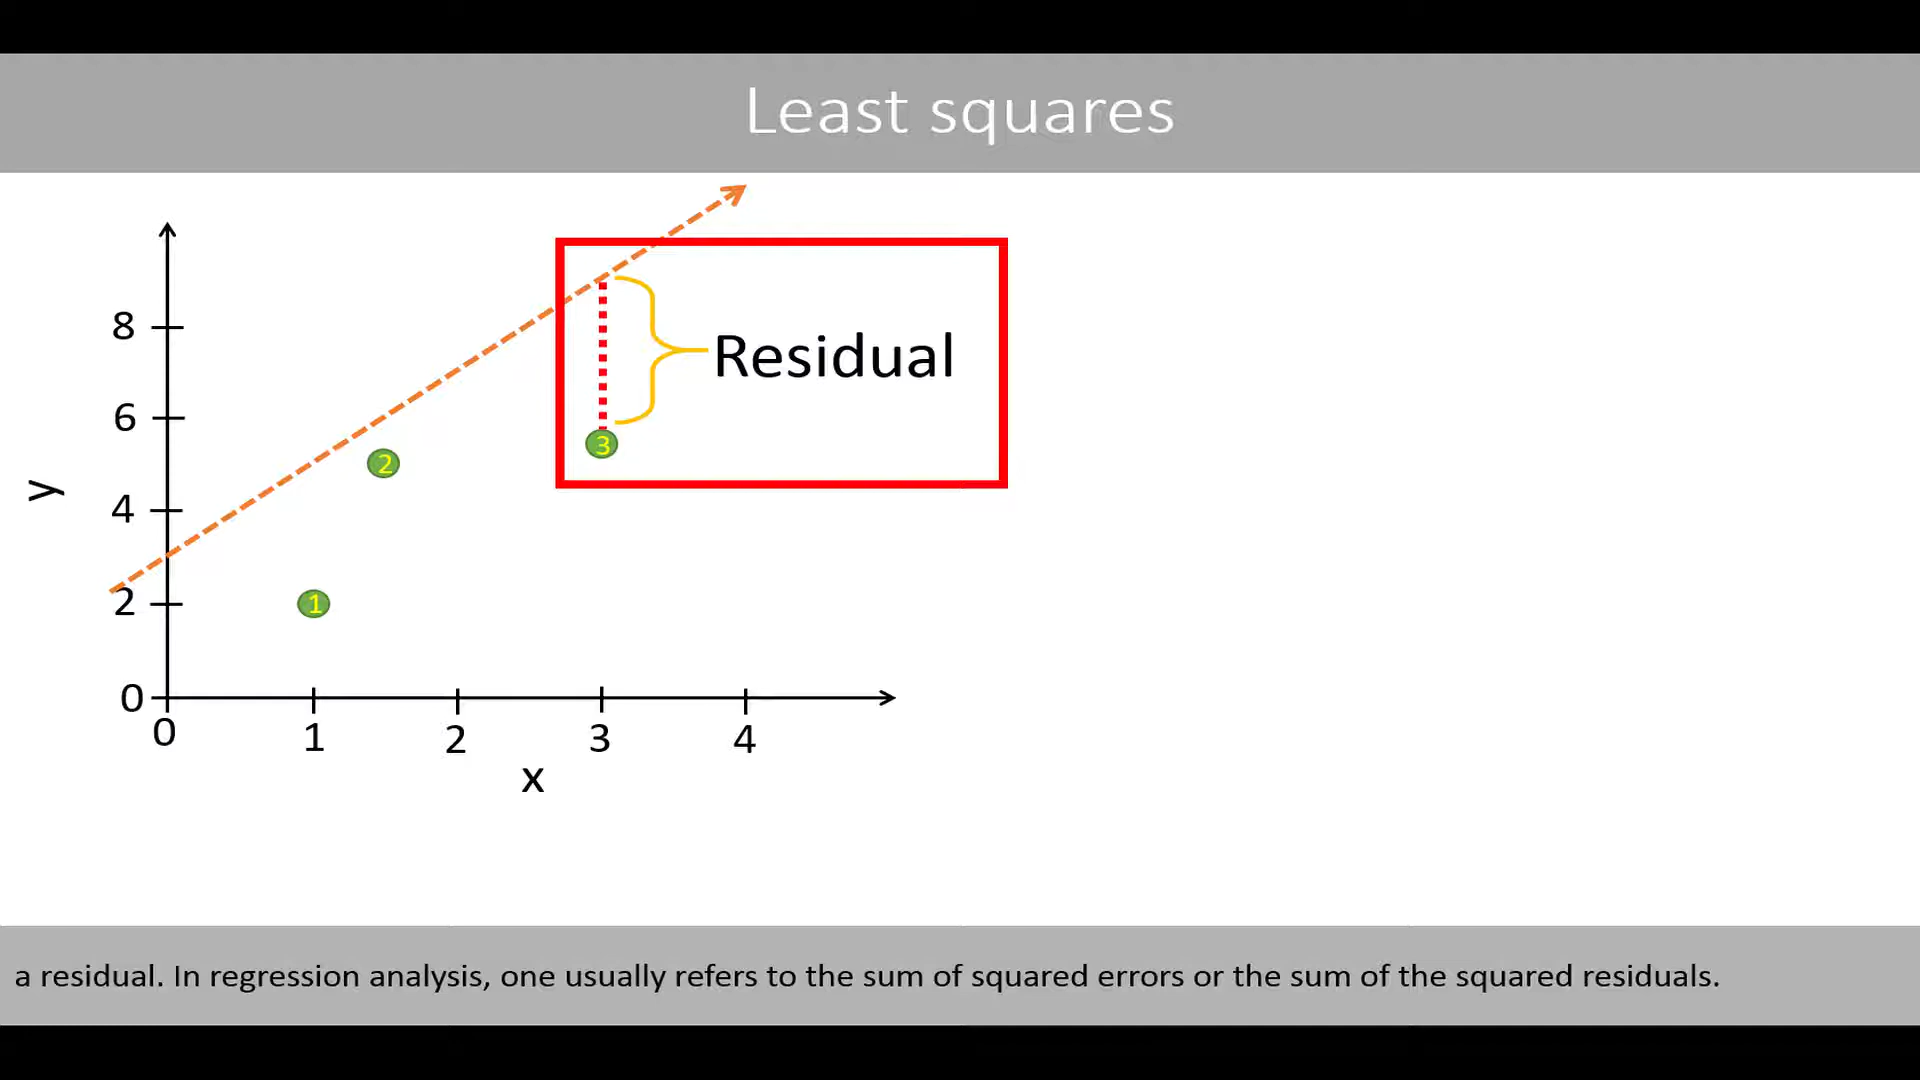 Least squares
8
Residual
6
3
2
y
4
2
1
0
0
1
2
3
4
x
a residual. In regression analysis, one usually refers to the sum of squared errors or the sum of the squared residuals.